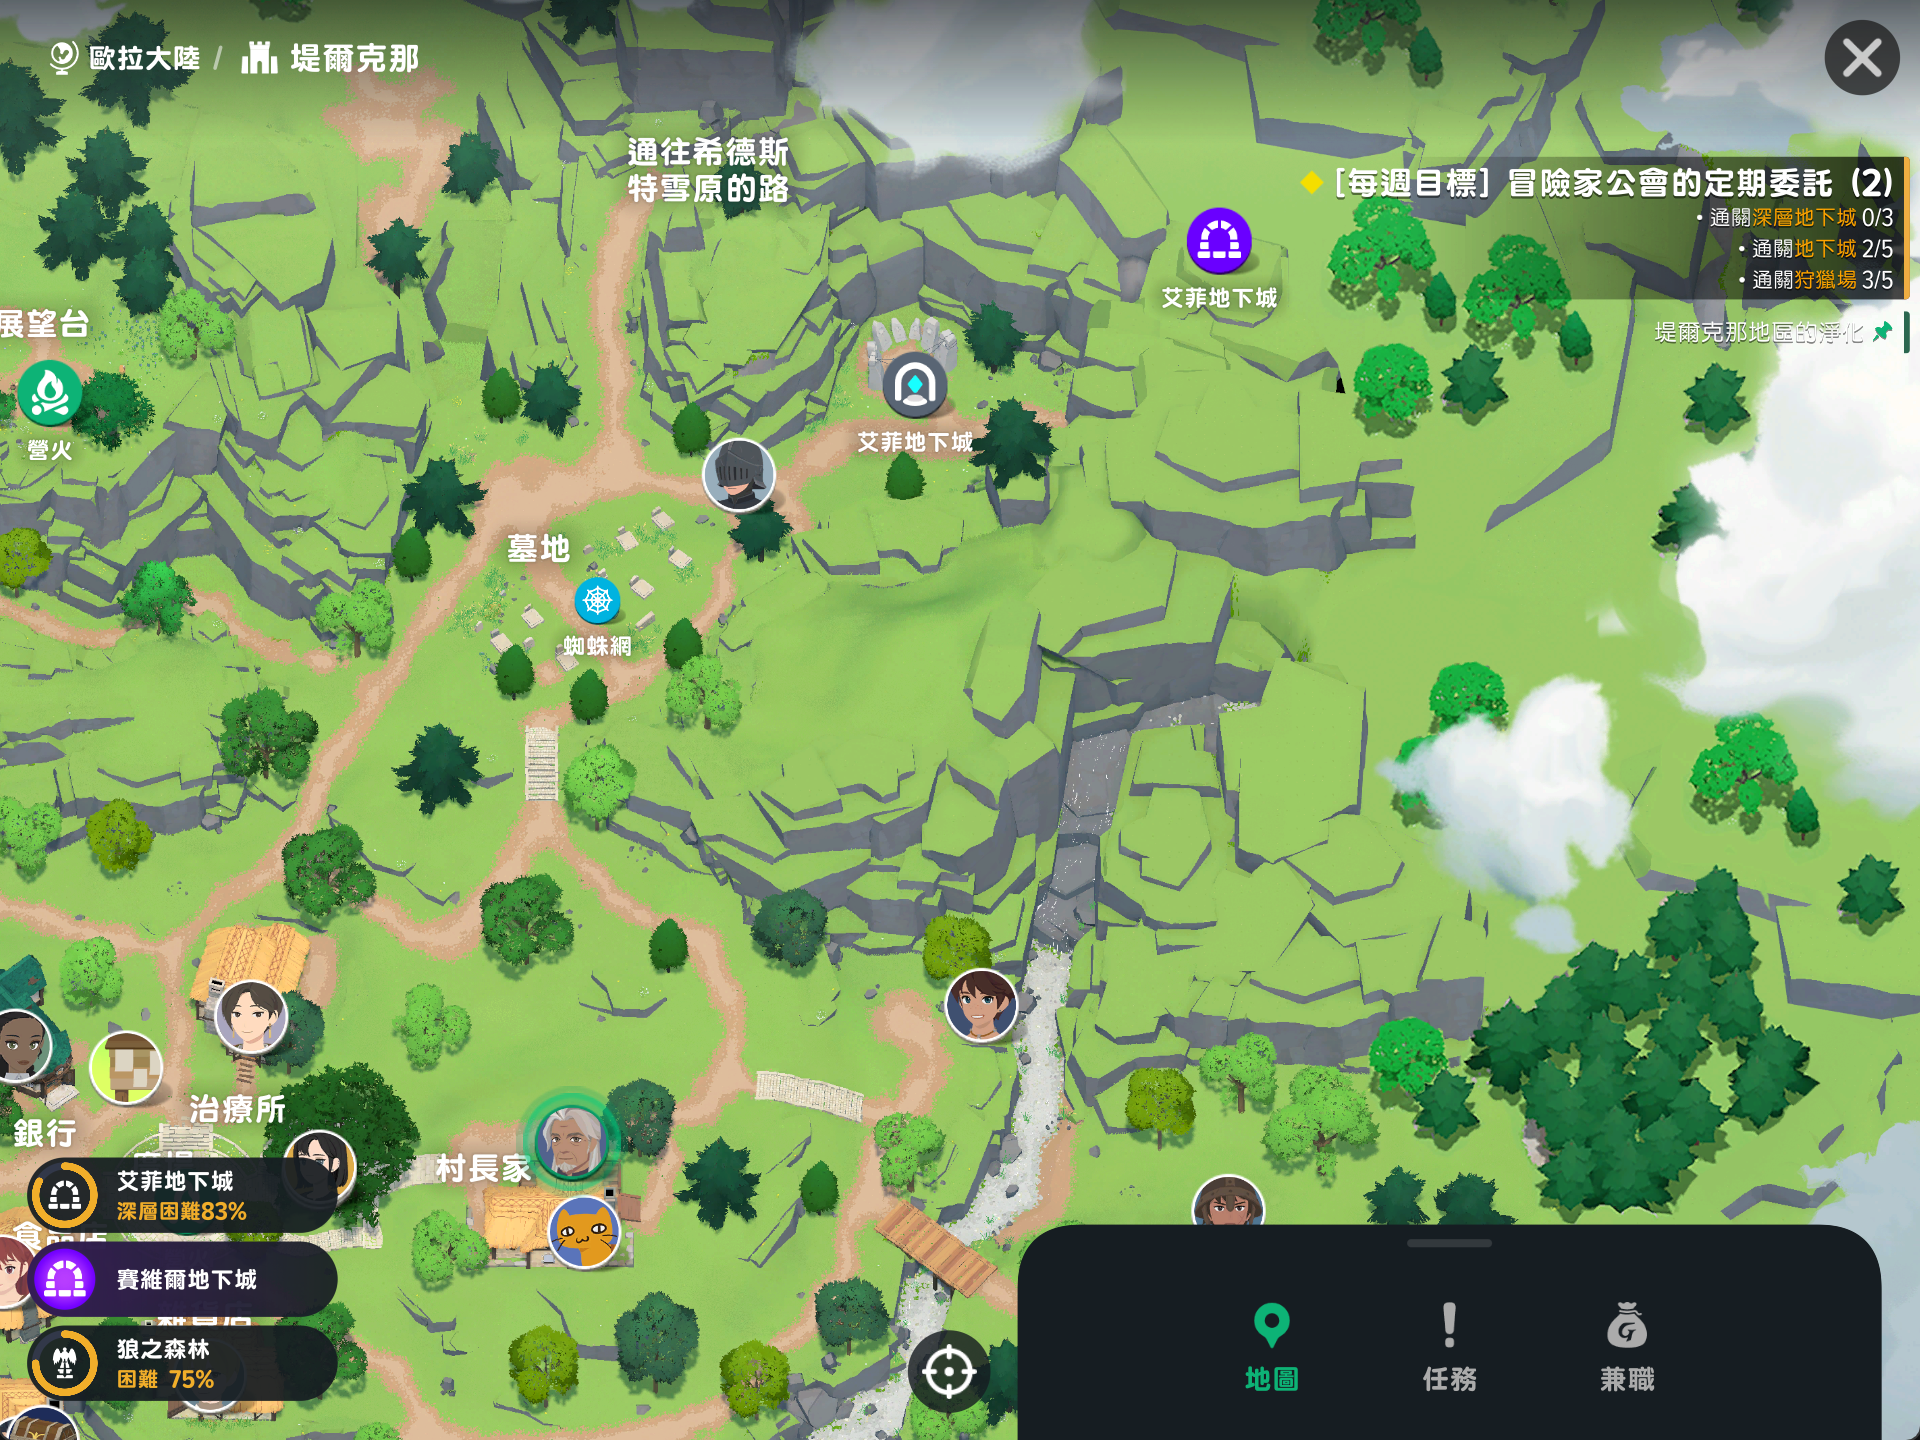 歐拉大陸 / 堤爾克那
通往希德斯
特雪原的路
[每週目標] 冒險家公會的定期委託 (2)
• 通關深層地下城 0/3
• 通關地下城 2/5
• 通關狩獵場 3/5
堤爾克那地區的淨化
艾菲地下城
展望台
營火
艾菲地下城
墓地
蜘蛛網
治療所
銀行
村長家
艾菲地下城
深層困難83%
賽維爾地下城
狼之森林
困難 75%
地圖
任務
兼職